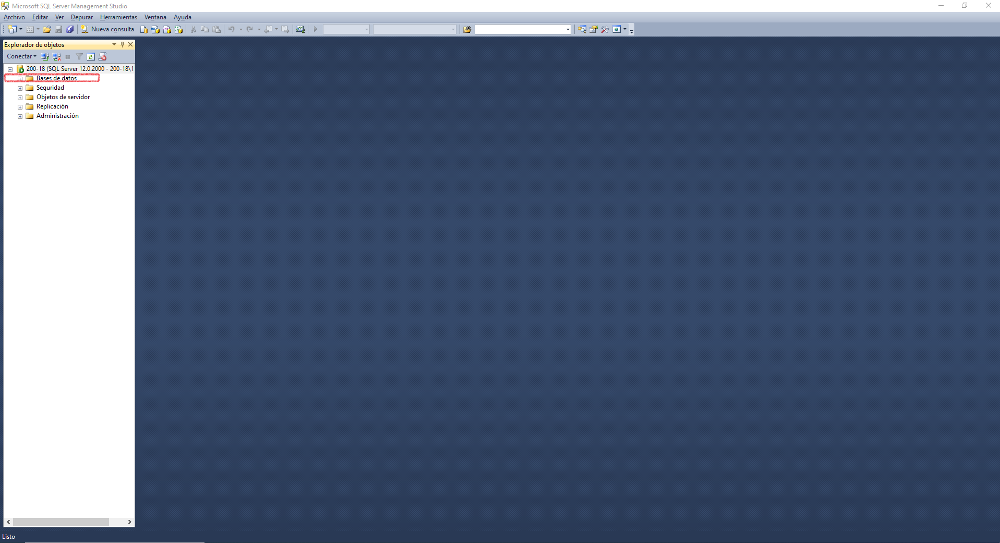 Microsoft SQL Server Management Studio
Archivo Editar Ver Depurar Herramientas Ventana Ayuda
Nueva consulta
Explorador de objetos
Conectar
200-18 (SQL Server 12.0.2000 - 200-18\1
Bases de datos
Seguridad
Objetos de servidor
Replicación
Administración
Listo